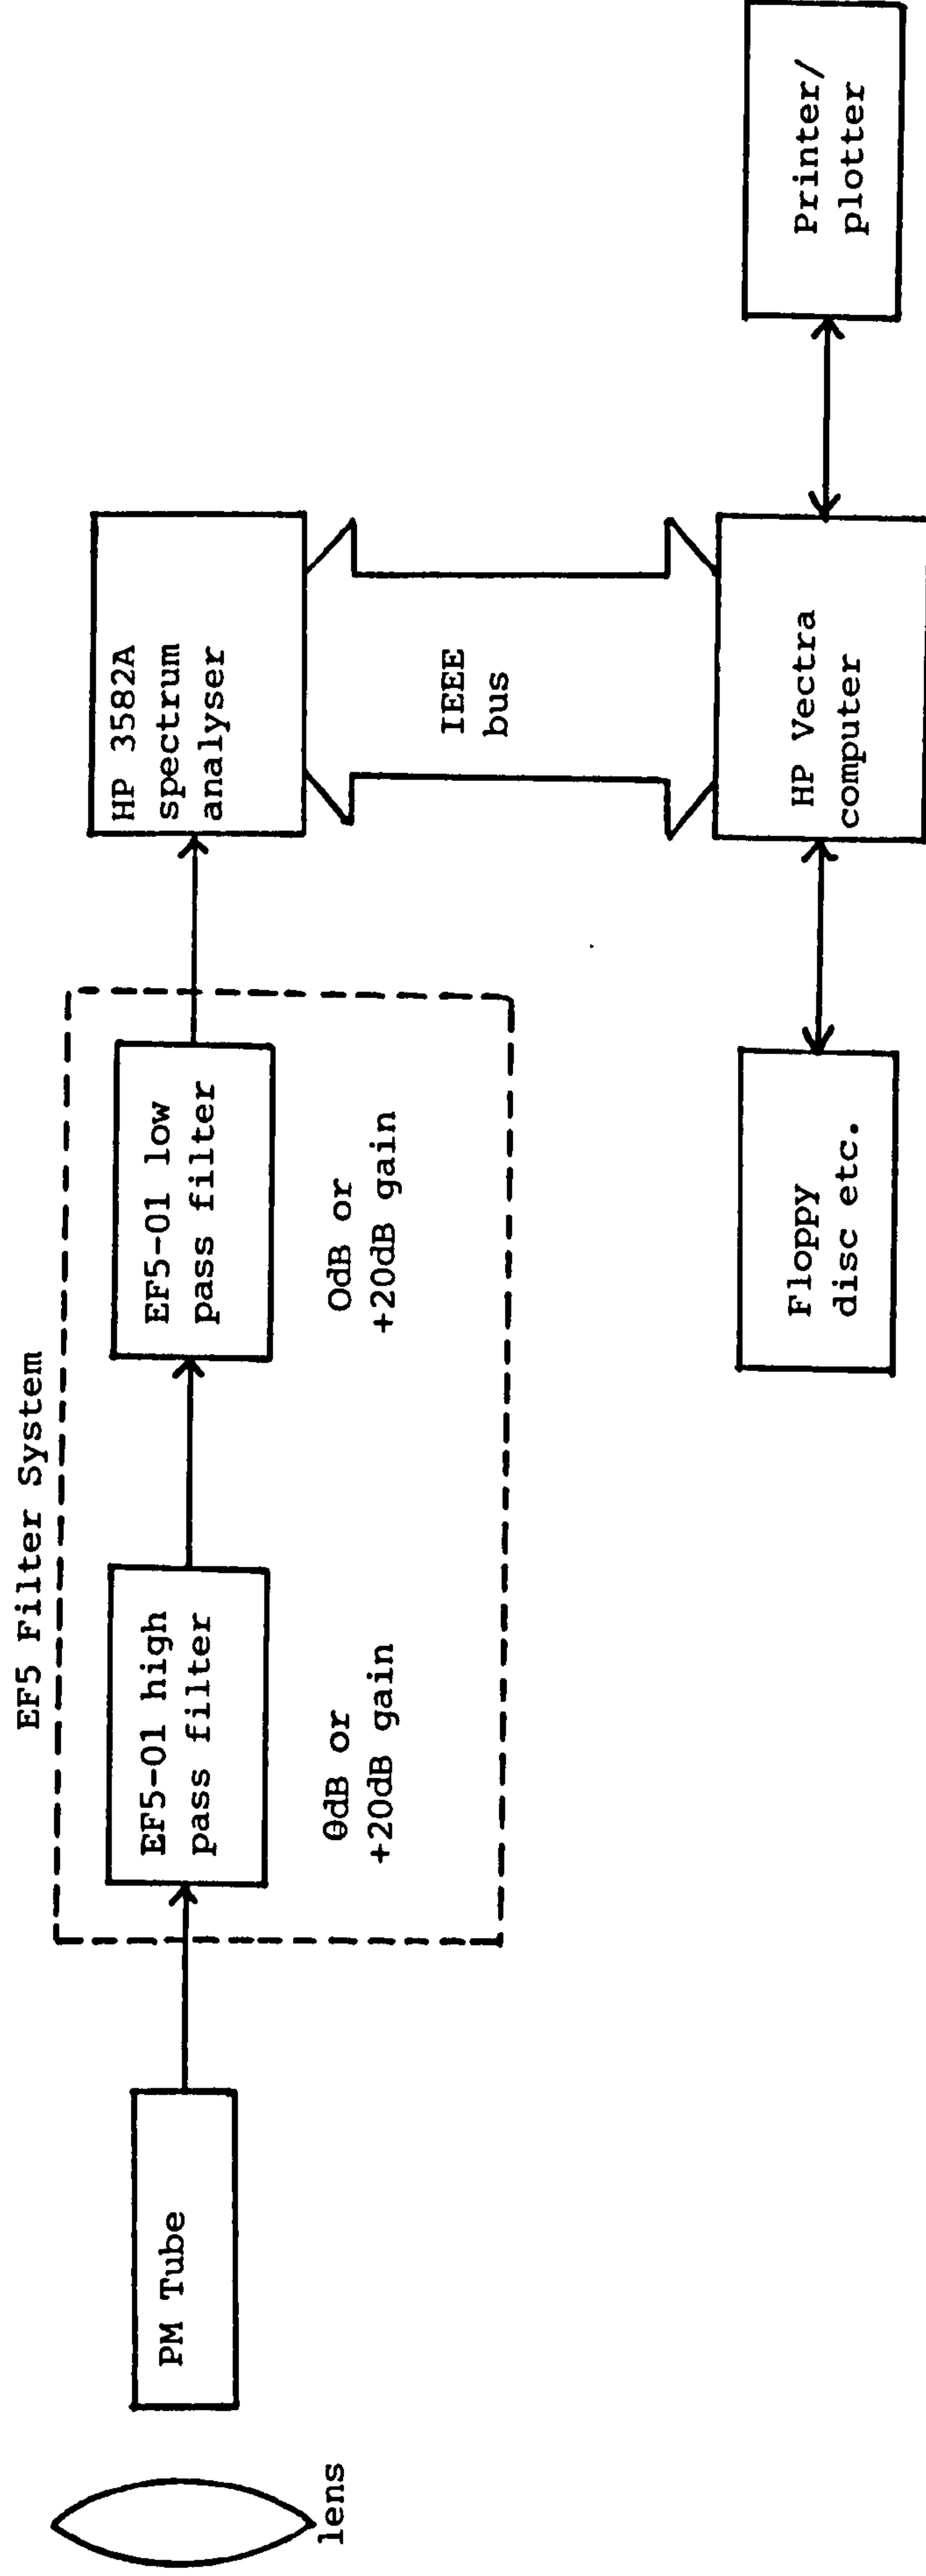 EF5 Filter System
lens
PM Tube
EF5-01 high
pass filter
0dB or
+20dB gain
EF5-01 low
pass filter
0dB or
+20dB gain
HP 3582A
spectrum
analyser
IEEE
bus
Floppy
disc etc.
HP Vectra
computer
Printer/
plotter